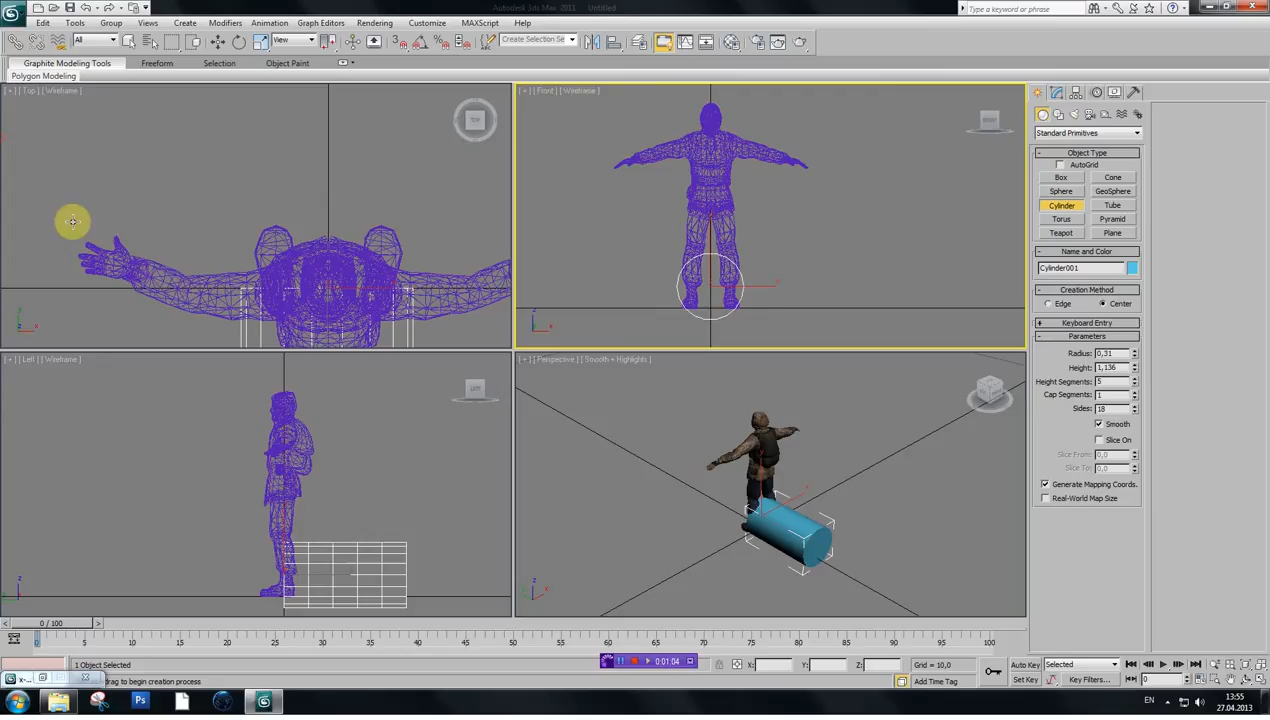 Autodesk 3ds Max 2011 Untitled
Type a keyword or phrase
Edit Tools Group Views Create Modifiers Animation Graph Editors Rendering Customize MAXScript Help
All View Create Selection Se
Graphite Modeling Tools Freeform Selection Object Paint
Polygon Modeling
[ + ] [ Top ] [ Wireframe ]
TOP
[ + ] [ Front ] [ Wireframe ]
[ + ] [ Left ] [ Wireframe ]
LEFT
[ + ] [ Perspective ] [ Smooth + Highlights ]
Standard Primitives
Object Type
AutoGrid
Box Cone
Sphere GeoSphere
Cylinder Tube
Torus Pyramid
Teapot Plane
Name and Color
Cylinder001
Creation Method
Edge Center
Keyboard Entry
Parameters
Radius: 0,31
Height: 1,136
Height Segments: 5
Cap Segments: 1
Sides: 18
Smooth
Slice On
Slice From: 0,0
Slice To: 0,0
Generate Mapping Coords.
Real-World Map Size
0 / 100
0 5 10 15 20 25 30 35 40 45 50 55 60 65 70 75 80 85 90 95 100
0:01:04
1 Object Selected
X: Y: Z: Grid = 10,0
Auto Key Selected
drag to begin creation process
Add Time Tag
Set Key Key Filters... 0
Ps
EN 13:55
27.04.2013